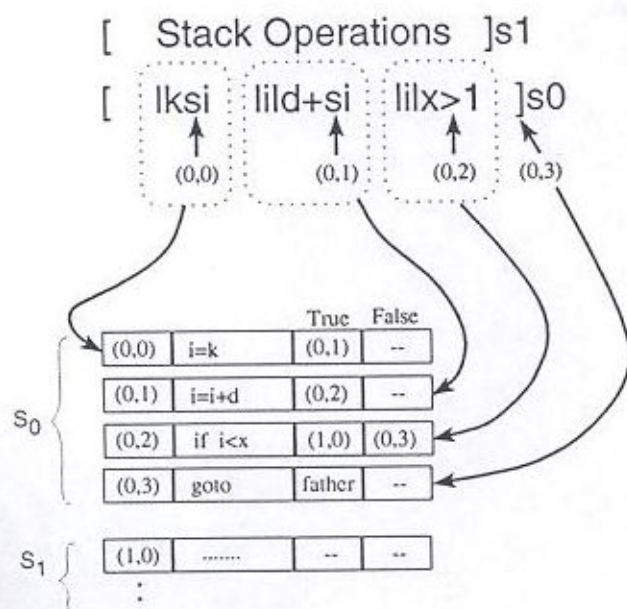 [ Stack Operations ]s1
[ lksi lild+si lilx>1 ]s0
(0,0) (0,1) (0,2) (0,3)
True False
(0,0) i=k (0,1) --
(0,1) i=i+d (0,2) --
S0
(0,2) if i<x (1,0) (0,3)
(0,3) goto father --
S1
(1,0) ....... -- --